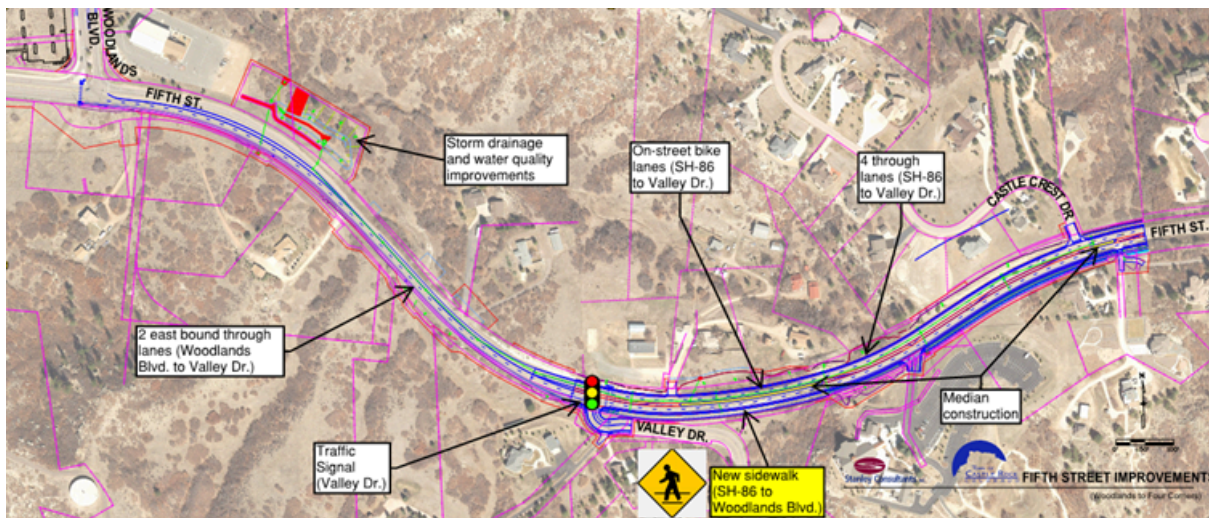 WOODLANDS
BLVD.
FIFTH ST.
Storm drainage
and water quality
improvements
On-street bike
lanes (SH-86
to Valley Dr.)
4 through
lanes (SH-86
to Valley Dr.)
CASTLE CREST DR.
FIFTH ST.
2 east bound through
lanes (Woodlands
Blvd. to Valley Dr.)
Median
construction
VALLEY DR.
Traffic
Signal
(Valley Dr.)
New sidewalk
(SH-86 to
Woodlands Blvd.)
Stanley Consultants
CASTLE ROCK
FIFTH STREET IMPROVEMENTS
(Woodlands to Four Corners)